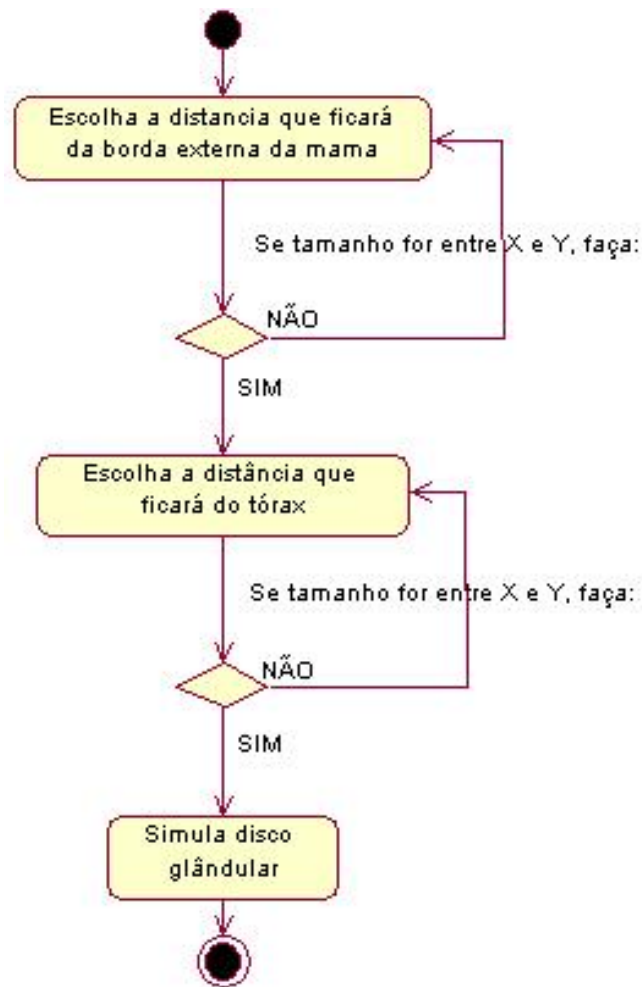 Escolha a distancia que ficará
da borda externa da mama
Se tamanho for entre X e Y, faça:
NÃO
SIM
Escolha a distância que
ficará do tórax
Se tamanho for entre X e Y, faça:
NÃO
SIM
Simula disco
glândular